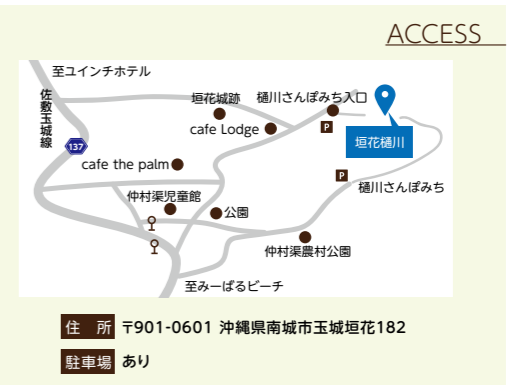 ACCESS
至ユインチホテル
佐敷玉城線
137
垣花城跡
樋川さんぽみち入口
cafe Lodge
P
垣花樋川
cafe the palm
P
樋川さんぽみち
仲村渠児童館
公園
仲村渠農村公園
至みーばるビーチ
住 所 〒901-0601 沖縄県南城市玉城垣花182
駐車場 あり